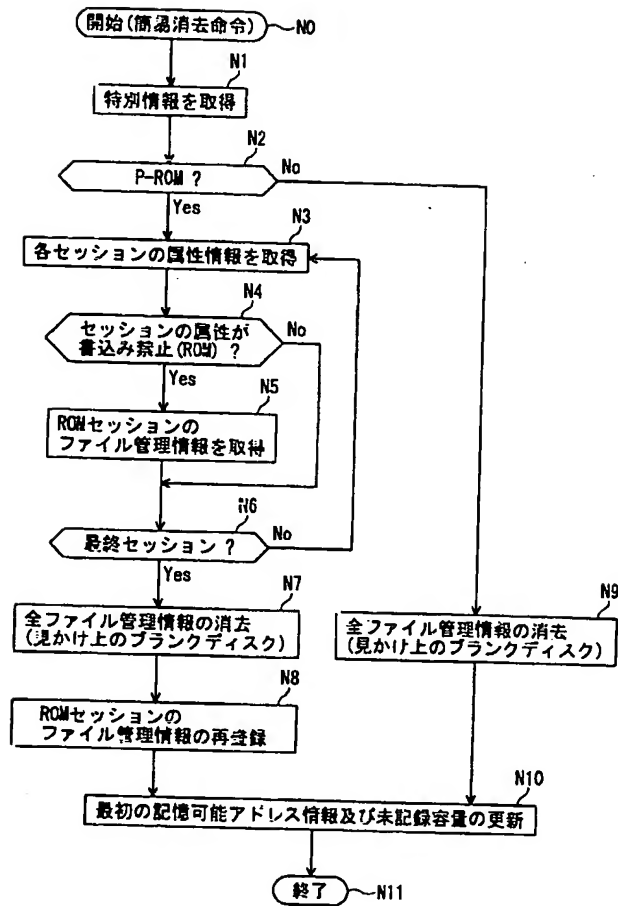 開始(簡易消去命令)
N0
N1
特別情報を取得
N2
P-ROM ?
No
Yes
N3
各セッションの属性情報を取得
N4
セッションの属性が
書込み禁止(ROM) ?
No
Yes
N5
ROMセッションの
ファイル管理情報を取得
N6
最終セッション ?
No
Yes
N7
全ファイル管理情報の消去
(見かけ上のブランクディスク)
N9
全ファイル管理情報の消去
(見かけ上のブランクディスク)
N8
ROMセッションの
ファイル管理情報の再登録
N10
最初の記憶可能アドレス情報及び未記録容量の更新
終了
N11